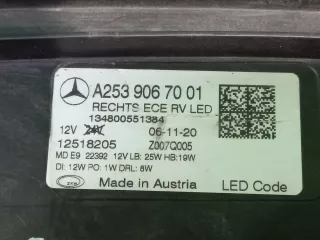 A253 906 70 01
RECHTS ECE RV LED
134800551384
12V 24V 06-11-20
12518205 Z007Q005
MD E9 22392 12V LB: 25W HB:19W
DI: 12W PO: 1W DRL: 8W
ZKW Made in Austria LED Code